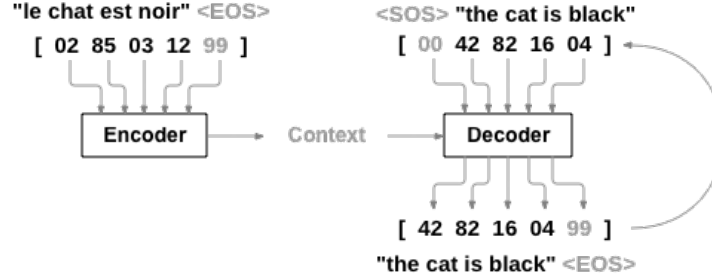 "le chat est noir" <EOS>
[ 02 85 03 12 99 ]
Encoder
Context
<SOS> "the cat is black"
[ 00 42 82 16 04 ]
Decoder
[ 42 82 16 04 99 ]
"the cat is black" <EOS>